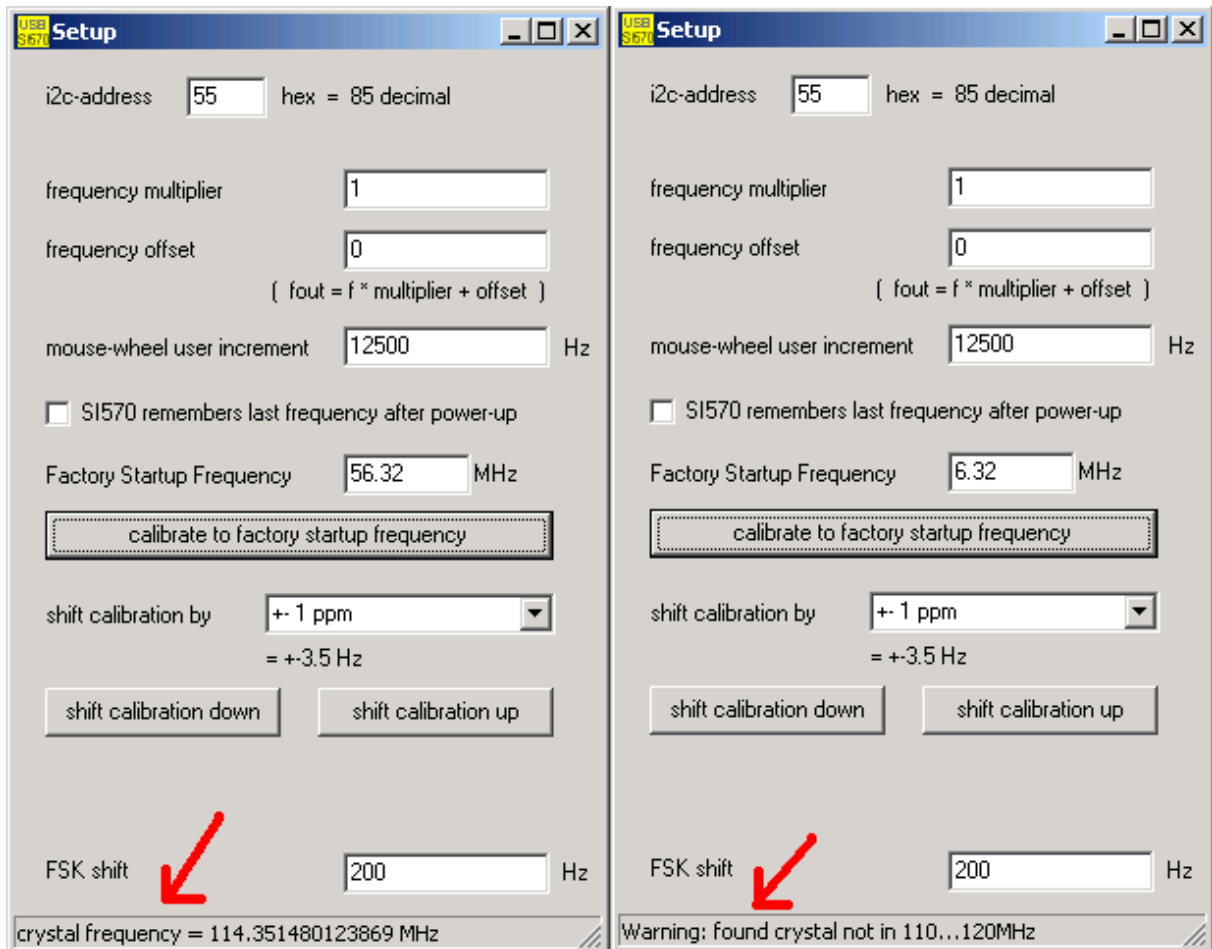 USB SI570 Setup
i2c-address 55 hex = 85 decimal
frequency multiplier 1
frequency offset 0
( fout = f * multiplier + offset )
mouse-wheel user increment 12500 Hz
SI570 remembers last frequency after power-up
Factory Startup Frequency 56.32 MHz
calibrate to factory startup frequency
shift calibration by +- 1 ppm
= +-3.5 Hz
shift calibration down shift calibration up
FSK shift 200 Hz
crystal frequency = 114.351480123869 MHz
USB SI570 Setup
i2c-address 55 hex = 85 decimal
frequency multiplier 1
frequency offset 0
( fout = f * multiplier + offset )
mouse-wheel user increment 12500 Hz
SI570 remembers last frequency after power-up
Factory Startup Frequency 6.32 MHz
calibrate to factory startup frequency
shift calibration by +- 1 ppm
= +-3.5 Hz
shift calibration down shift calibration up
FSK shift 200 Hz
Warning: found crystal not in 110...120MHz